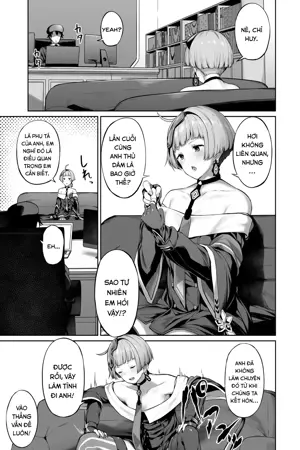 NÈ, CHỈ
HUY.
YEAH?
HƠI
KHÔNG LIÊN
QUAN, NHƯNG
LẦN CUỐI
CÙNG ANH THỦ
DÂM LÀ
BAO GIỜ
THẾ?
LÀ PHỤ TÁ
CỦA ANH, EM
NGHĨ ĐÓ LÀ
ĐIỀU QUAN
TRỌNG EM
CẦN BIẾT.
EH...
SAO TỰ
NHIÊN EM
HỎI
VẬY!?
ANH ĐÃ
KHÔNG LÀM
CHUYỆN
ĐÓ TỪ KHI
CHÚNG TA
KẾT HÔN...
ĐƯỢC
RỒI, VẬY
LÀM TÌNH
ĐI ANH!
VÀO
THẲNG
VẤN ĐỀ
LUÔN!